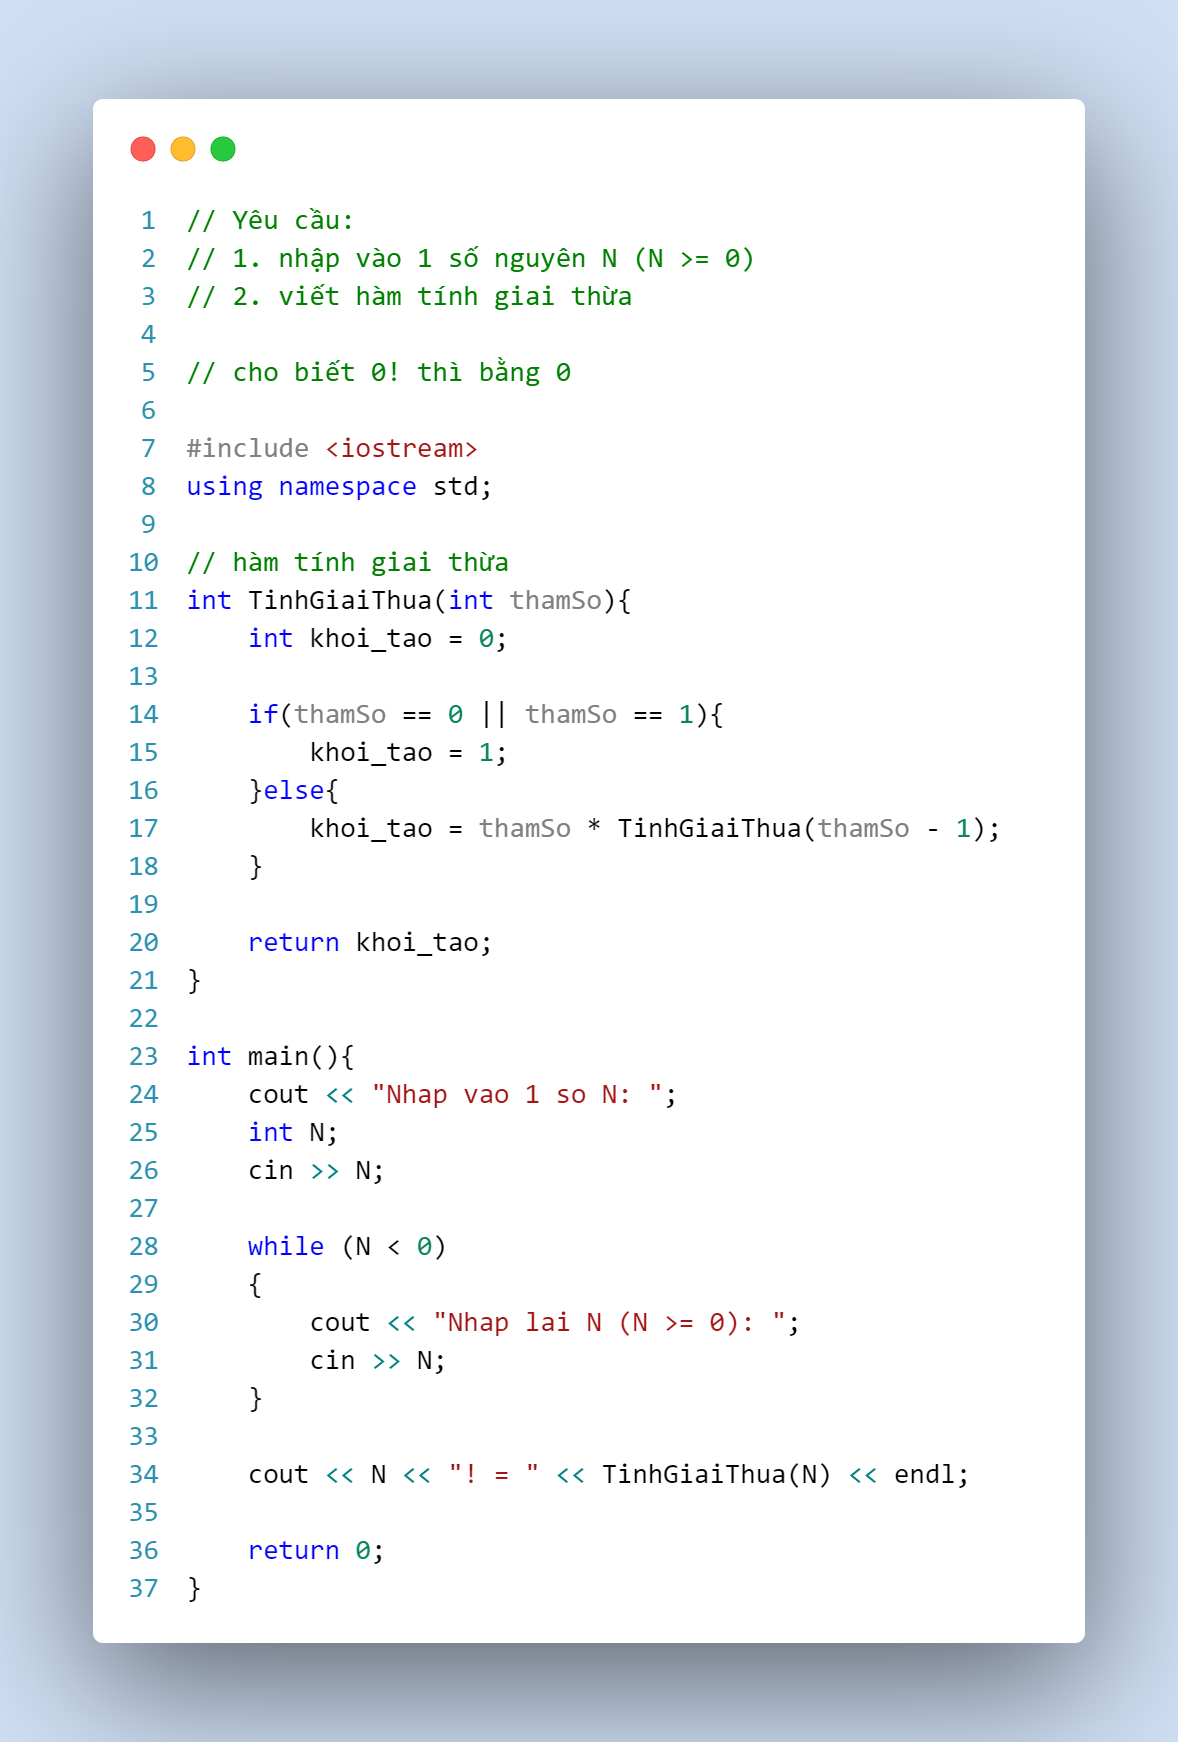 1 // Yêu cầu:
2 // 1. nhập vào 1 số nguyên N (N >= 0)
3 // 2. viết hàm tính giai thừa
4
5 // cho biết 0! thì bằng 0
6
7 #include <iostream>
8 using namespace std;
9
10 // hàm tính giai thừa
11 int TinhGiaiThua(int thamSo){
12     int khoi_tao = 0;
13
14     if(thamSo == 0 || thamSo == 1){
15         khoi_tao = 1;
16     }else{
17         khoi_tao = thamSo * TinhGiaiThua(thamSo - 1);
18     }
19
20     return khoi_tao;
21 }
22
23 int main(){
24     cout << "Nhap vao 1 so N: ";
25     int N;
26     cin >> N;
27
28     while (N < 0)
29     {
30         cout << "Nhap lai N (N >= 0): ";
31         cin >> N;
32     }
33
34     cout << N << "! = " << TinhGiaiThua(N) << endl;
35
36     return 0;
37 }